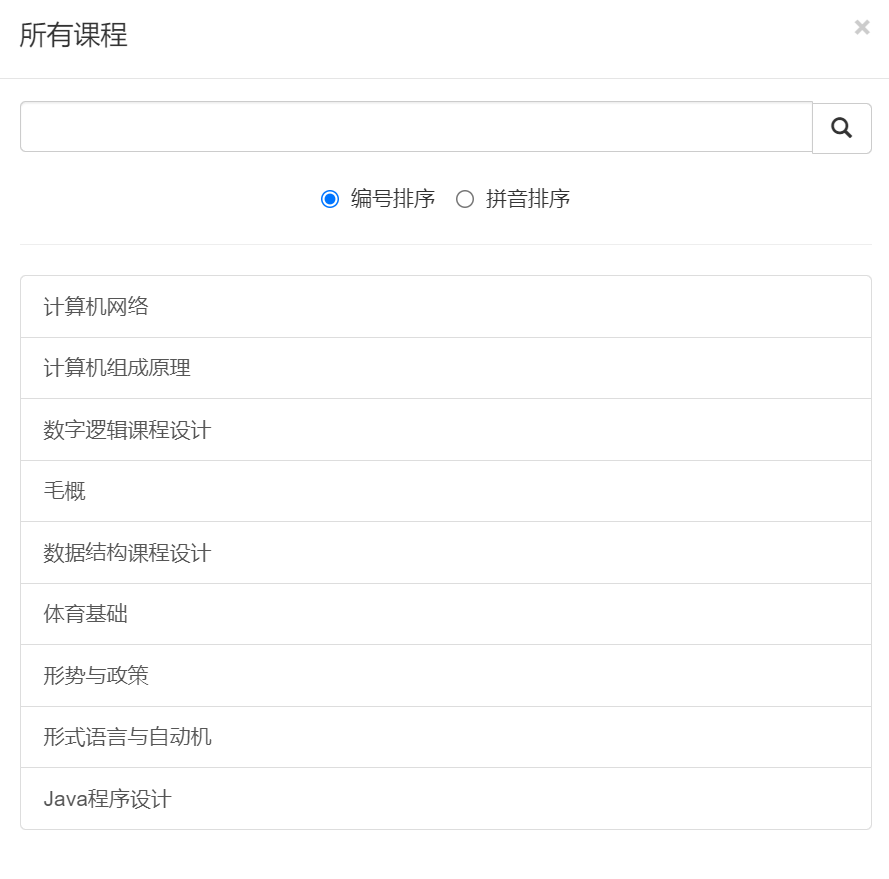 所有课程
×
编号排序 拼音排序
计算机网络
计算机组成原理
数字逻辑课程设计
毛概
数据结构课程设计
体育基础
形势与政策
形式语言与自动机
Java程序设计